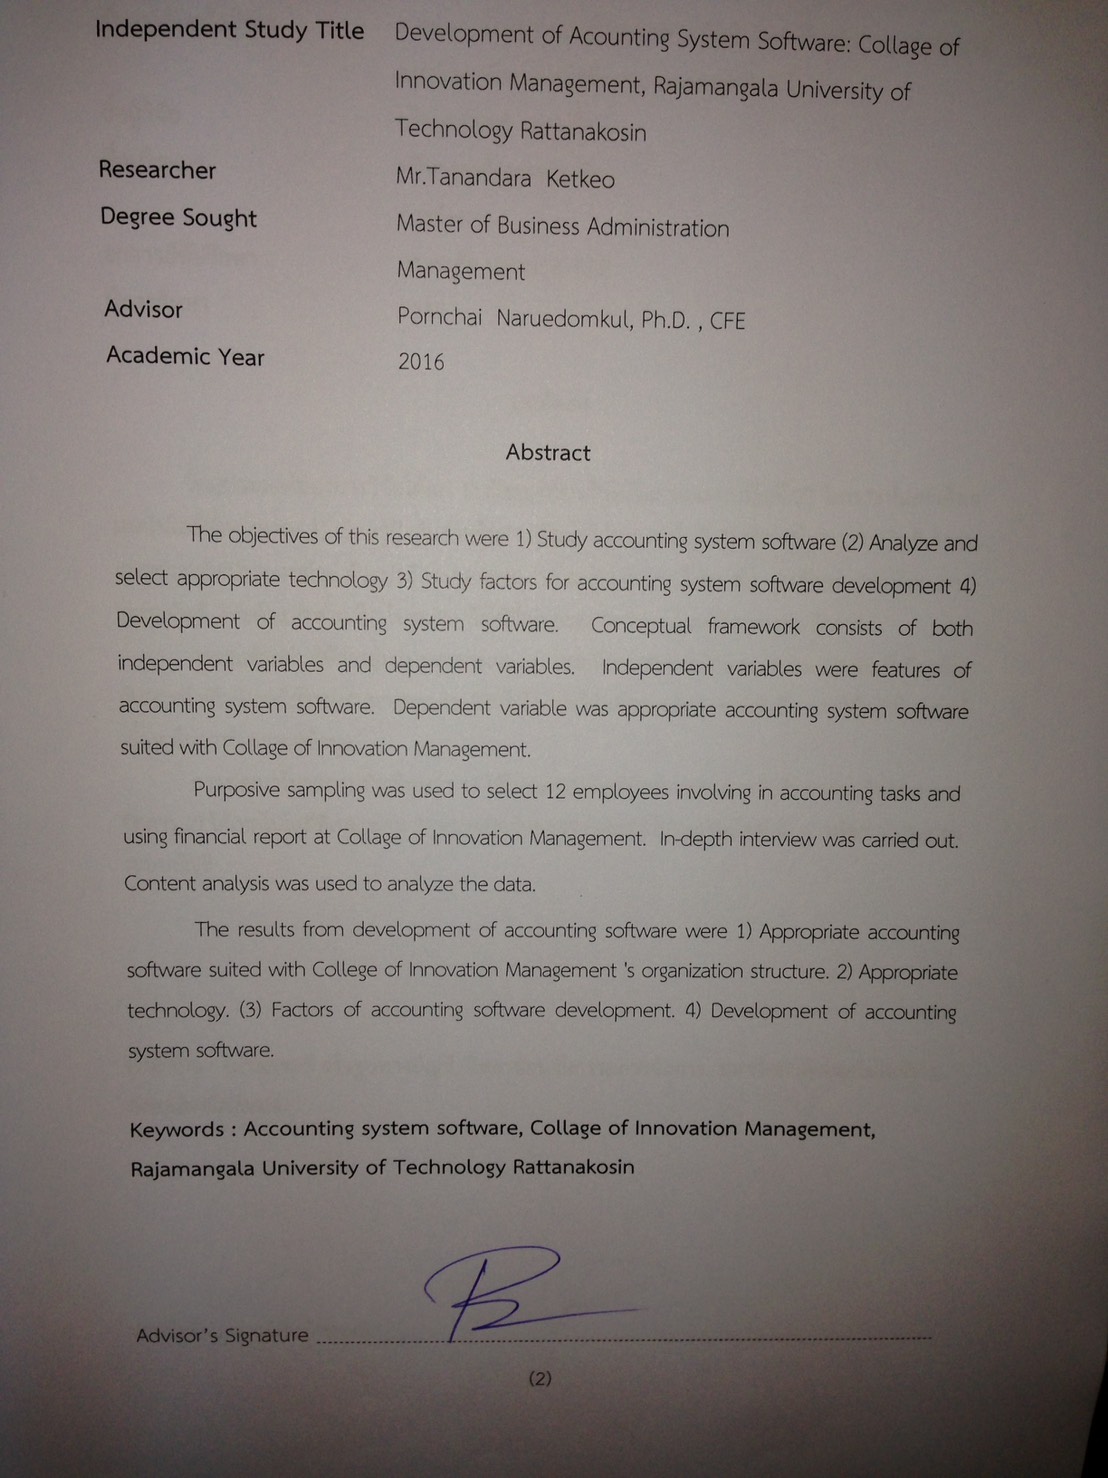 Independent Study Title Development of Acounting System Software: Collage of
Innovation Management, Rajamangala University of
Technology Rattanakosin
Researcher Mr.Tanandara Ketkeo
Degree Sought Master of Business Administration
Management
Advisor Pornchai Naruedomkul, Ph.D. , CFE
Academic Year 2016
Abstract
The objectives of this research were 1) Study accounting system software (2) Analyze and
select appropriate technology 3) Study factors for accounting system software development 4)
Development of accounting system software. Conceptual framework consists of both
independent variables and dependent variables. Independent variables were features of
accounting system software. Dependent variable was appropriate accounting system software
suited with Collage of Innovation Management.
Purposive sampling was used to select 12 employees involving in accounting tasks and
using financial report at Collage of Innovation Management. In-depth interview was carried out.
Content analysis was used to analyze the data.
The results from development of accounting software were 1) Appropriate accounting
software suited with College of Innovation Management 's organization structure. 2) Appropriate
technology. (3) Factors of accounting software development. 4) Development of accounting
system software.
Keywords : Accounting system software, Collage of Innovation Management,
Rajamangala University of Technology Rattanakosin
Advisor's Signature
(2)